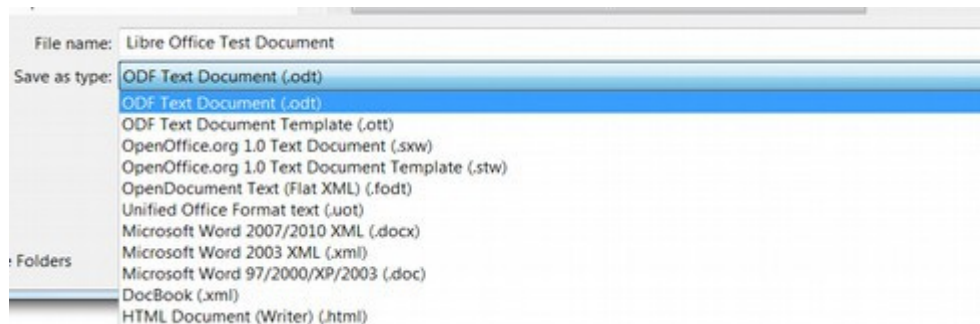 File name: Libre Office Test Document
Save as type: ODF Text Document (.odt)
ODF Text Document (.odt)
ODF Text Document Template (.ott)
OpenOffice.org 1.0 Text Document (.sxw)
OpenOffice.org 1.0 Text Document Template (.stw)
OpenDocument Text (Flat XML) (.fodt)
Unified Office Format text (.uot)
Microsoft Word 2007/2010 XML (.docx)
Microsoft Word 2003 XML (.xml)
Folders
Microsoft Word 97/2000/XP/2003 (.doc)
DocBook (.xml)
HTML Document (Writer) (.html)